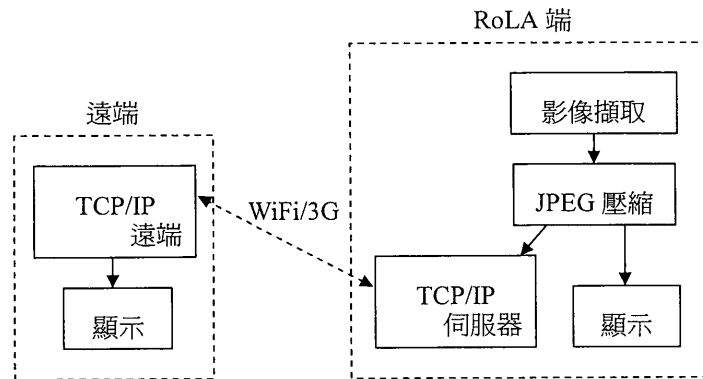 RoLA 端
影像擷取
遠端
JPEG 壓縮
TCP/IP
遠端
WiFi/3G
TCP/IP
伺服器
顯示
顯示